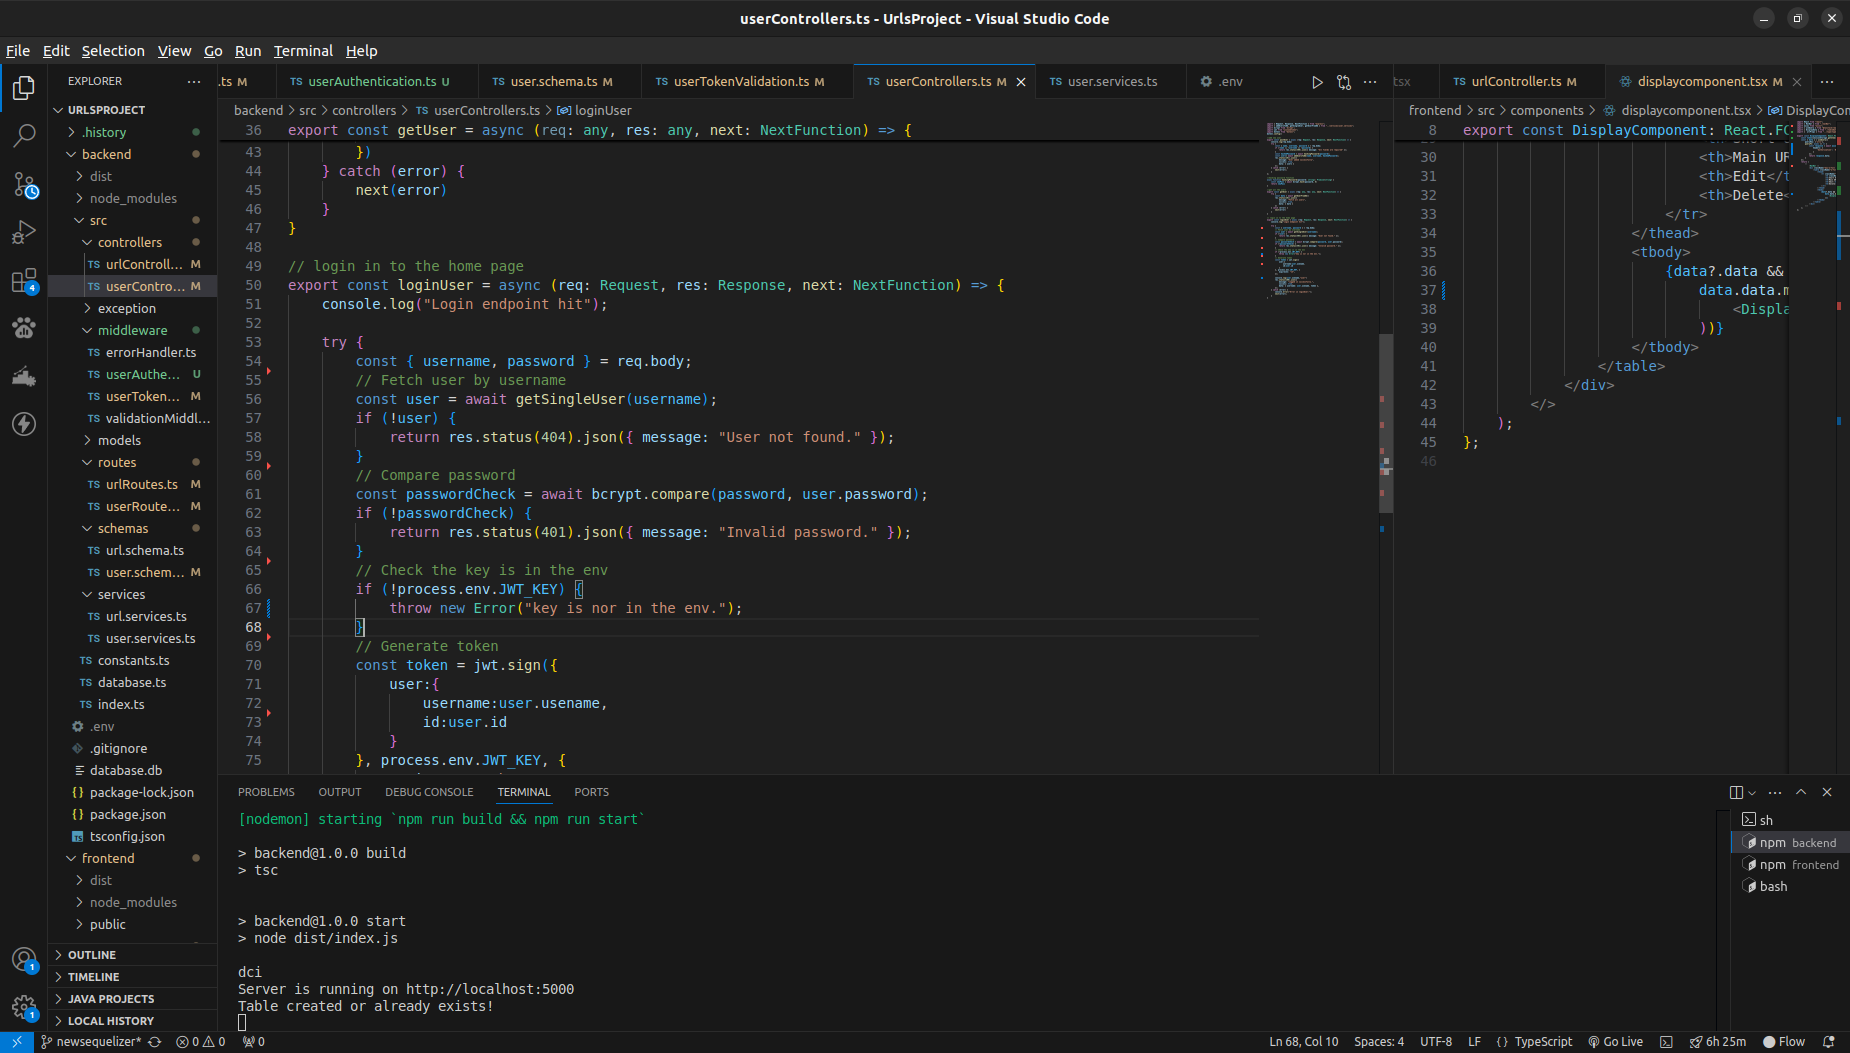 userControllers.ts - UrlsProject - Visual Studio Code
File Edit Selection View Go Run Terminal Help
EXPLORER
URLSPROJECT
.history
backend
dist
node_modules
src
controllers
urlControll... M
userContro... M
exception
middleware
errorHandler.ts
userAuthe... U
userToken... M
validationMiddl...
models
routes
urlRoutes.ts M
userRoute... M
schemas
url.schema.ts
user.schem... M
services
url.services.ts
user.services.ts
constants.ts
database.ts
index.ts
.env
.gitignore
database.db
package-lock.json
package.json
tsconfig.json
frontend
dist
node_modules
public
OUTLINE
TIMELINE
JAVA PROJECTS
LOCAL HISTORY
.ts M
TS userAuthentication.ts U
TS user.schema.ts M
TS userTokenValidation.ts M
TS userControllers.ts M
TS user.services.ts
.env
backend > src > controllers > TS userControllers.ts > loginUser
36 export const getUser = async (req: any, res: any, next: NextFunction) => {
43 })
44 } catch (error) {
45 next(error)
46 }
47 }
48
49 // login in to the home page
50 export const loginUser = async (req: Request, res: Response, next: NextFunction) => {
51 console.log("Login endpoint hit");
52
53 try {
54 const { username, password } = req.body;
55 // Fetch user by username
56 const user = await getSingleUser(username);
57 if (!user) {
58 return res.status(404).json({ message: "User not found." });
59 }
60 // Compare password
61 const passwordCheck = await bcrypt.compare(password, user.password);
62 if (!passwordCheck) {
63 return res.status(401).json({ message: "Invalid password." });
64 }
65 // Check the key is in the env
66 if (!process.env.JWT_KEY) {
67 throw new Error("key is nor in the env.");
68 }
69 // Generate token
70 const token = jwt.sign({
71 user:{
72 username:user.usename,
73 id:user.id
74 }
75 }, process.env.JWT_KEY, {
tsx
TS urlController.ts M
displaycomponent.tsx M
frontend > src > components > displaycomponent.tsx > DisplayCon
8 export const DisplayComponent: React.FC
30 <th>Main UR
31 <th>Edit</t
32 <th>Delete<
33 </tr>
34 </thead>
35 <tbody>
36 {data?.data &&
37 data.data.m
38 <Displa
39 ))}
40 </tbody>
41 </table>
42 </div>
43 </>
44 );
45 };
46
PROBLEMS OUTPUT DEBUG CONSOLE TERMINAL PORTS
[nodemon] starting `npm run build && npm run start`
> backend@1.0.0 build
> tsc
> backend@1.0.0 start
> node dist/index.js
dci
Server is running on http://localhost:5000
Table created or already exists!
sh
npm backend
npm frontend
bash
newsequelizer* 0 0 0
Ln 68, Col 10 Spaces: 4 UTF-8 LF {} TypeScript Go Live 6h 25m Flow